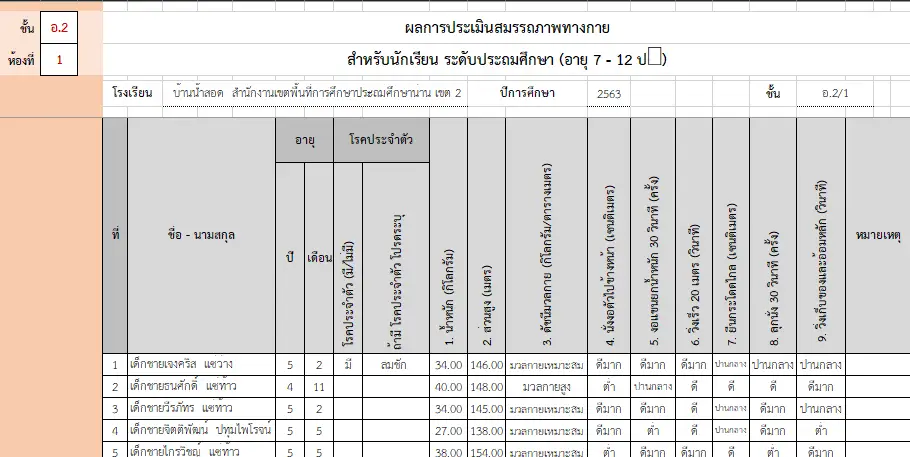 ชั้น อ.2 ผลการประเมินสมรรถภาพทางกาย
ห้องที่ 1 สำหรับนักเรียน ระดับประถมศึกษา (อายุ 7 - 12 ป)
โรงเรียน บ้านน้ำสอด สำนักงานเขตพื้นที่การศึกษาประถมศึกษาน่าน เขต 2 ปีการศึกษา 2563 ชั้น อ.2/1
ที่
ชื่อ - นามสกุล
อายุ
ปี
เดือน
โรคประจำตัว
โรคประจำตัว (มี/ไม่มี)
ถ้ามี โรคประจำตัว โปรดระบุ
1. น้ำหนัก (กิโลกรัม)
2. ส่วนสูง (เมตร)
3. ดัชนีมวลกาย (กิโลกรัม/ตารางเมตร)
4. นั่งงอตัวไปข้างหน้า (เซนติเมตร)
5. งอแขนยกน้ำหนัก 30 วินาที (ครั้ง)
6. วิ่งเร็ว 20 เมตร (วินาที)
7. ยืนกระโดดไกล (เซนติเมตร)
8. ลุกนั่ง 30 วินาที (ครั้ง)
9. วิ่งเก็บของและอ้อมหลัก (วินาที)
หมายเหตุ
1 เด็กชายเจงคริส แซ่ว่าง 5 2 มี ลมชัก 34.00 146.00 มวลกายเหมาะสม ดีมาก ดีมาก ดีมาก ปานกลาง ปานกลาง ปานกลาง
2 เด็กชายธนศักดิ์ แซ่ท้าว 4 11 40.00 148.00 มวลกายสูง ต่ำ ปานกลาง ดี ดี ดี ดีมาก
3 เด็กชายวีรภัทร แซ่ท้าว 5 2 34.00 145.00 มวลกายเหมาะสม ดีมาก ดีมาก ดี ปานกลาง ดีมาก ปานกลาง
4 เด็กชายจิตติพัฒน์ ปทุมไพโรจน์ 5 5 27.00 138.00 มวลกายเหมาะสม ดีมาก ต่ำ ดี ปานกลาง ดีมาก ต่ำ
5 เด็กชายไกรวิชญ์ แซ่ท้าว 5 5 38.00 154.00 มวลกายเหมาะสม ต่ำ ดีมาก ดีมาก ดี ต่ำ ดีมาก